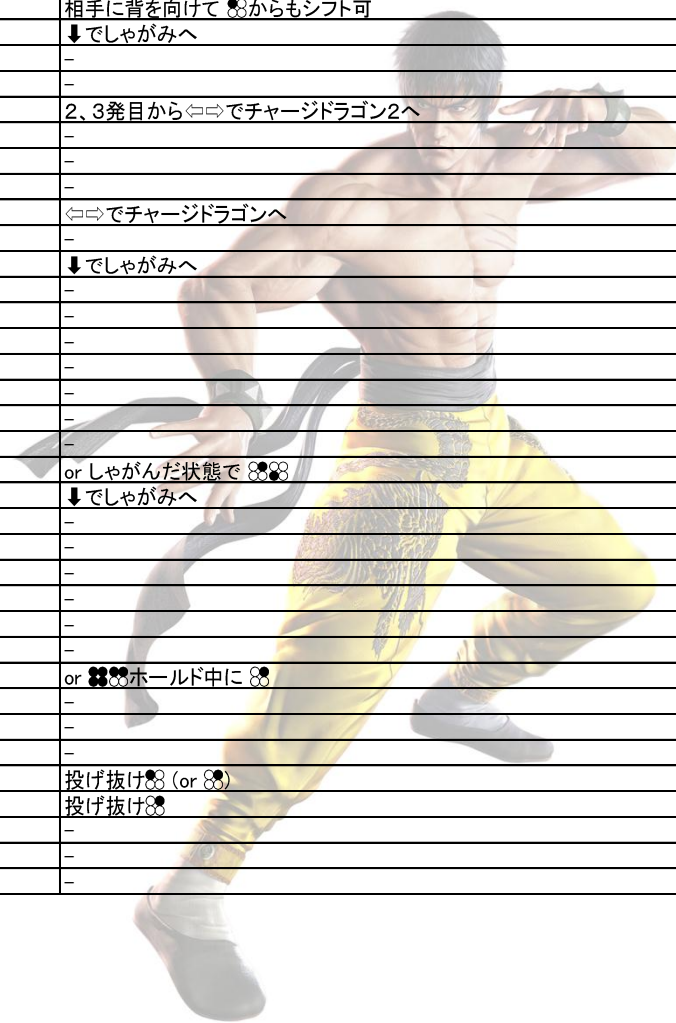 相手に背を向けて からもシフト可
⬇でしゃがみへ
–
–
2、3発目から⇦⇨でチャージドラゴン2へ
–
–
–
⇦⇨でチャージドラゴンへ
–
⬇でしゃがみへ
–
–
–
–
–
–
–
or しゃがんだ状態で
⬇でしゃがみへ
–
–
–
–
–
–
or ホールド中に
–
–
–
投げ抜け (or )
投げ抜け
–
–
–